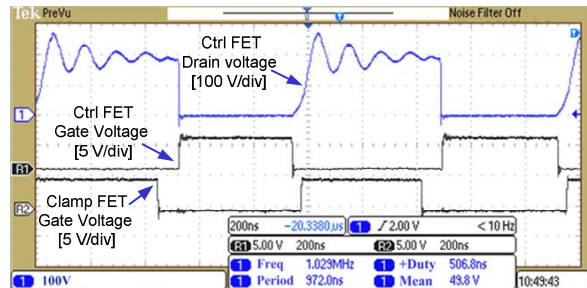 Tek PreVu
Noise Filter Off
T
T
T
Ctrl FET
Drain voltage
[100 V/div]
1
Ctrl FET
Gate Voltage
[5 V/div]
R1
R2
Clamp FET
Gate Voltage
[5 V/div]
200ns -20.3380µs 1 2.00 V < 10 Hz
R1 5.00 V 200ns R2 5.00 V 200ns
1 Freq 1.029MHz 1 +Duty 506.8ns
1 Period 972.0ns 1 Mean 49.8 V
1 100V
10:49:43